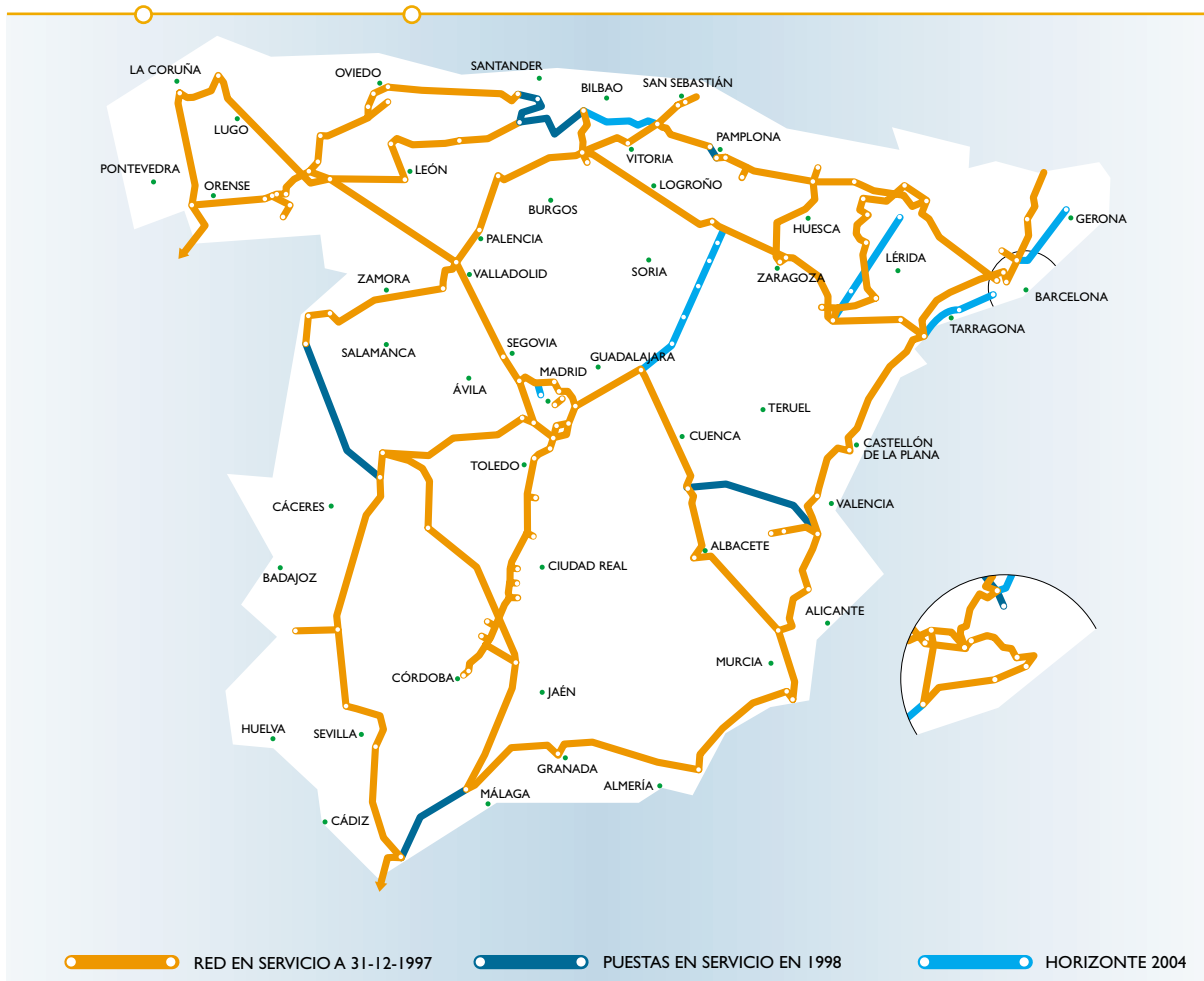 SANTANDER
OVIEDO
LA CORUÑA
BILBAO
SAN SEBASTIÁN
LUGO
PAMPLONA
VITORIA
PONTEVEDRA
LEÓN
ORENSE
LOGROÑO
BURGOS
GERONA
HUESCA
PALENCIA
LÉRIDA
SORIA
VALLADOLID
ZARAGOZA
ZAMORA
BARCELONA
TARRAGONA
SEGOVIA
SALAMANCA
GUADALAJARA
MADRID
ÁVILA
TERUEL
CUENCA
CASTELLÓN
DE LA PLANA
TOLEDO
CÁCERES
VALENCIA
ALBACETE
CIUDAD REAL
BADAJOZ
ALICANTE
MURCIA
CÓRDOBA
JAÉN
HUELVA
SEVILLA
GRANADA
ALMERÍA
MÁLAGA
CÁDIZ
RED EN SERVICIO A 31-12-1997
PUESTAS EN SERVICIO EN 1998
HORIZONTE 2004